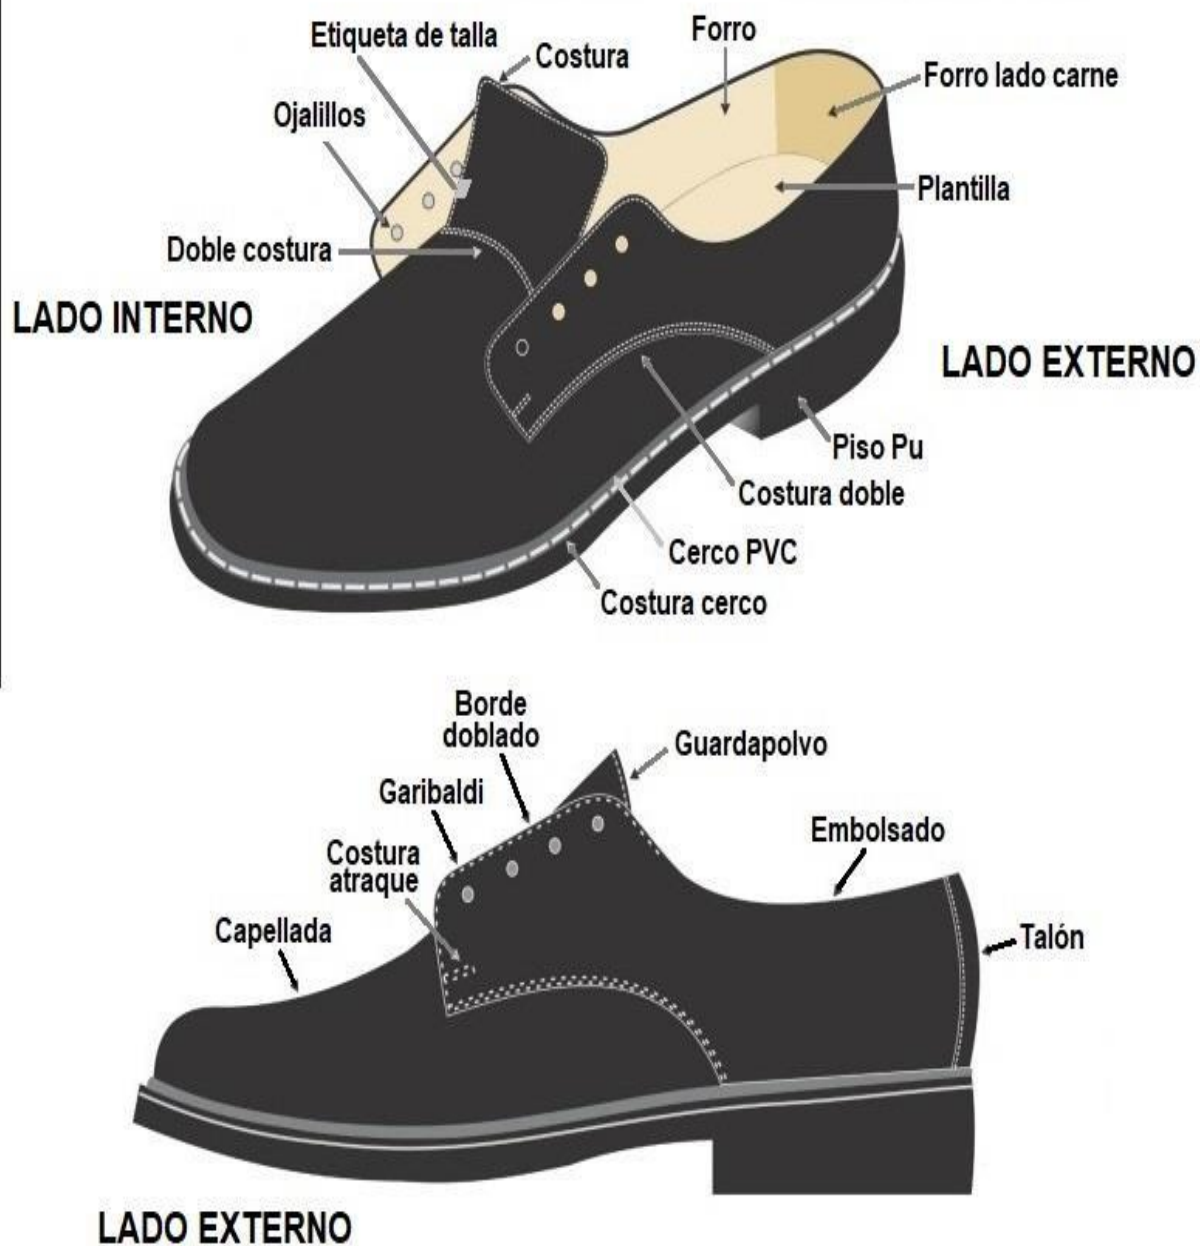 Etiqueta de talla
Costura
Forro
Forro lado carne
Ojalillos
Plantilla
Doble costura
LADO INTERNO
LADO EXTERNO
Piso Pu
Costura doble
Cerco PVC
Costura cerco
Borde
doblado
Guardapolvo
Garibaldi
Embolsado
Costura
atraque
Capellada
Talón
LADO EXTERNO